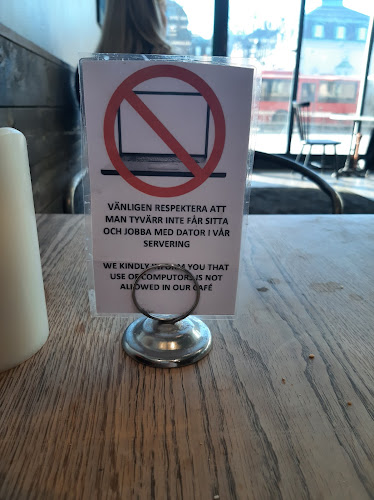 VÄNLIGEN RESPEKTERA ATT
MAN TYVÄRR INTE FÅR SITTA
OCH JOBBA MED DATOR I VÅR
SERVERING
WE KINDLY INFORM YOU THAT
USE OF COMPUTORS IS NOT
ALLOWED IN OUR CAFÉ